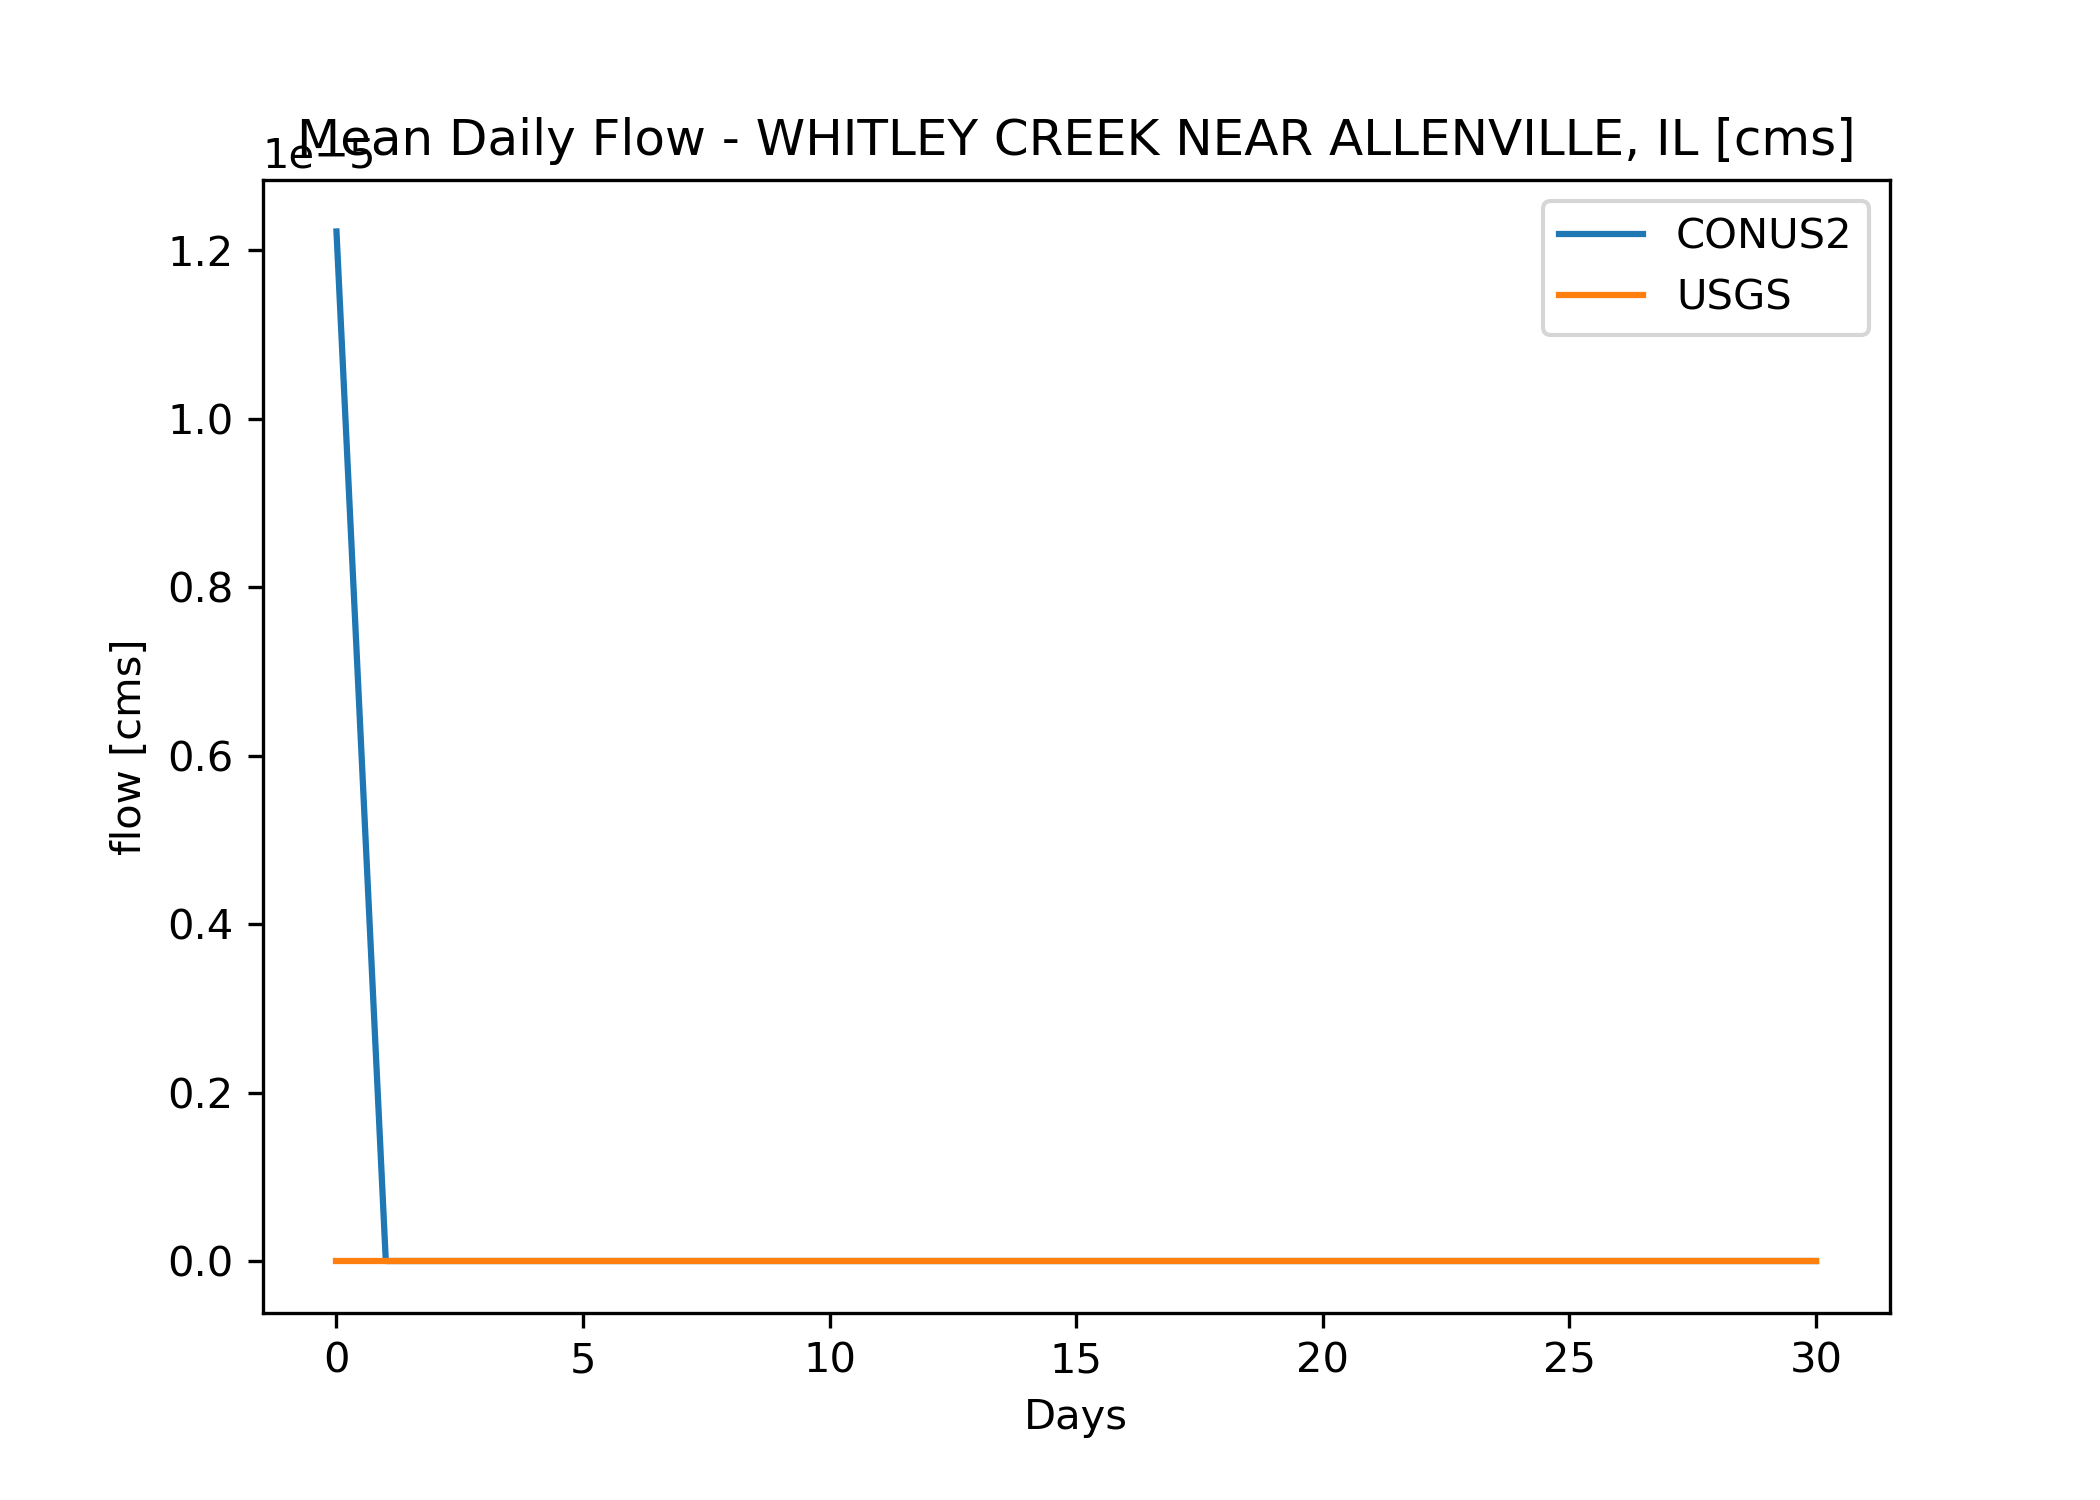 Mean Daily Flow - WHITLEY CREEK NEAR ALLENVILLE, IL [cms]
1e−5
CONUS2
USGS
1.2
1.0
0.8
0.6
0.4
0.2
0.0
flow [cms]
0 5 10 15 20 25 30
Days